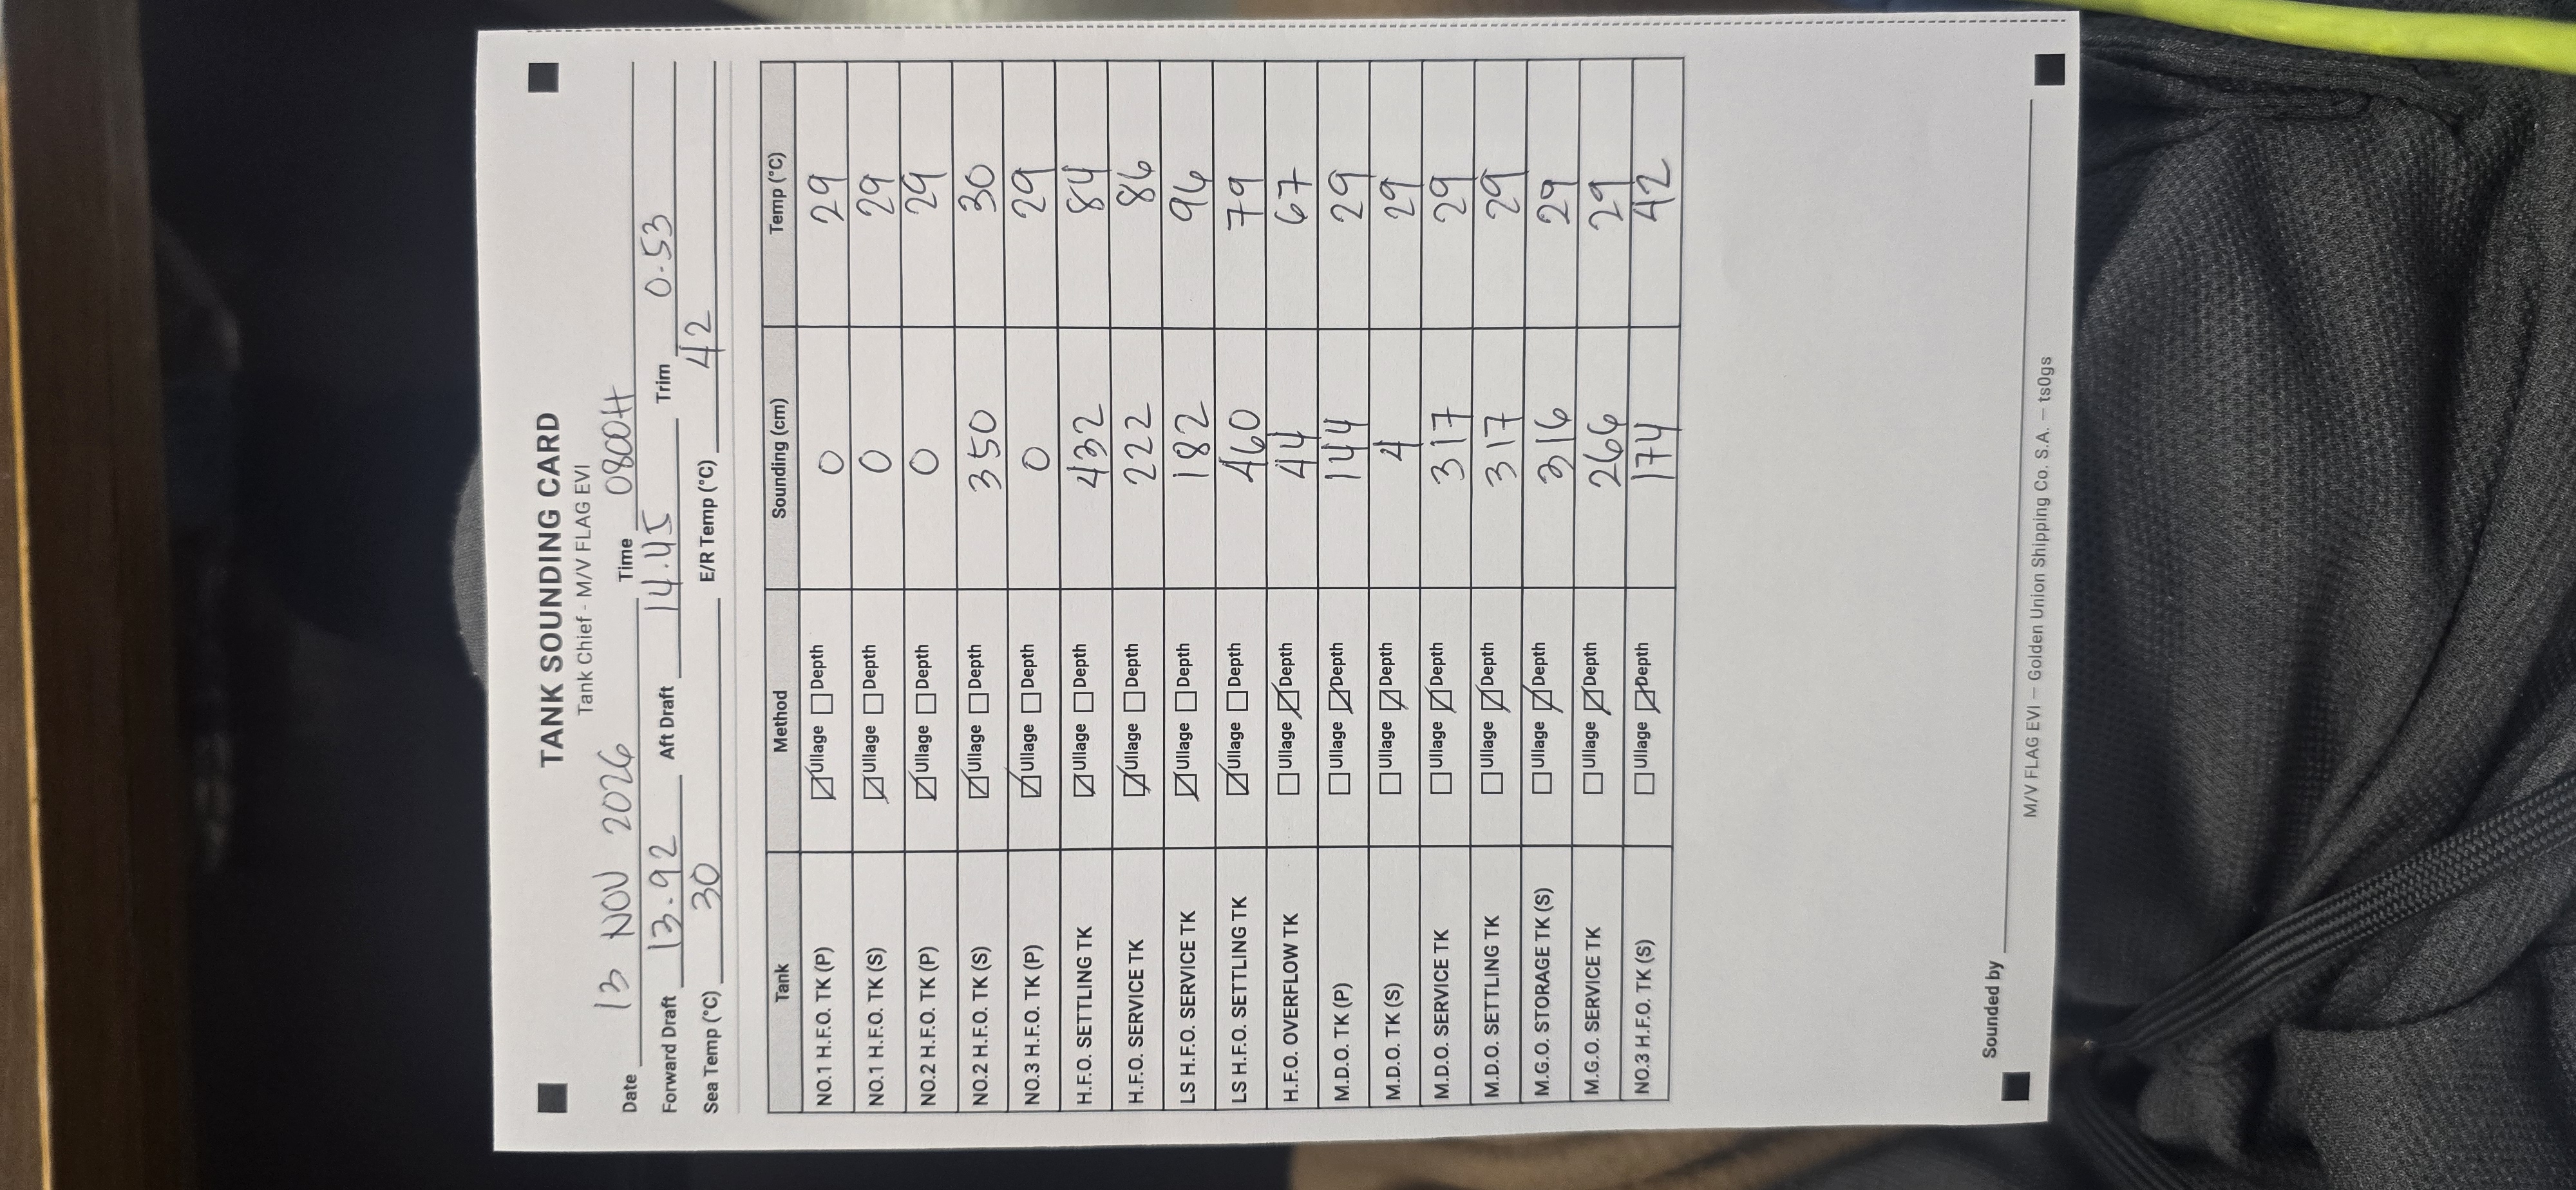 TANK SOUNDING CARD
Tank Chief - M/V FLAG EVI
Date 13 NOV 2026 Time 0800H
Forward Draft 13.92 Aft Draft 14.45 Trim 0.53
Sea Temp (°C) 30 E/R Temp (°C) 42
Tank Method Sounding (cm) Temp (°C)
NO.1 H.F.O. TK (P) Ullage Depth 0 29
NO.1 H.F.O. TK (S) Ullage Depth 0 29
NO.2 H.F.O. TK (P) Ullage Depth 0 29
NO.2 H.F.O. TK (S) Ullage Depth 350 30
NO.3 H.F.O. TK (P) Ullage Depth 0 29
H.F.O. SETTLING TK Ullage Depth 432 84
H.F.O. SERVICE TK Ullage Depth 222 86
LS H.F.O. SERVICE TK Ullage Depth 182 96
LS H.F.O. SETTLING TK Ullage Depth 460 79
H.F.O. OVERFLOW TK Ullage Depth 44 67
M.D.O. TK (P) Ullage Depth 144 29
M.D.O. TK (S) Ullage Depth 4 29
M.D.O. SERVICE TK Ullage Depth 317 29
M.D.O. SETTLING TK Ullage Depth 317 29
M.G.O. STORAGE TK (S) Ullage Depth 316 29
M.G.O. SERVICE TK Ullage Depth 266 29
NO.3 H.F.O. TK (S) Ullage Depth 174 42
Sounded by
M/V FLAG EVI — Golden Union Shipping Co. S.A. — ts0gs